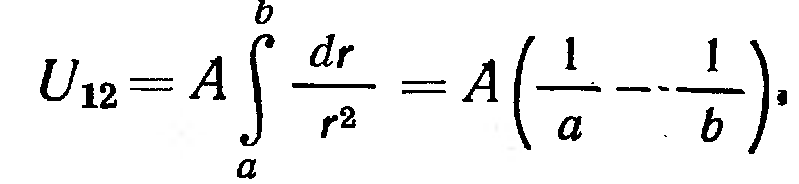 U₁₂ = A ∫ₐᵇ dr/r² = A(1/a − 1/b),